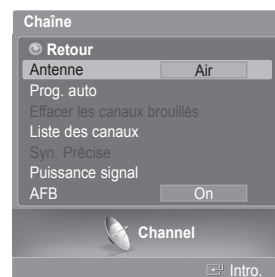 Chaîne
Retour
Antenne Air
Prog. auto
Effacer les canaux brouillés
Liste des canaux
Syn. Précise
Puissance signal
AFB On
Channel
Intro.